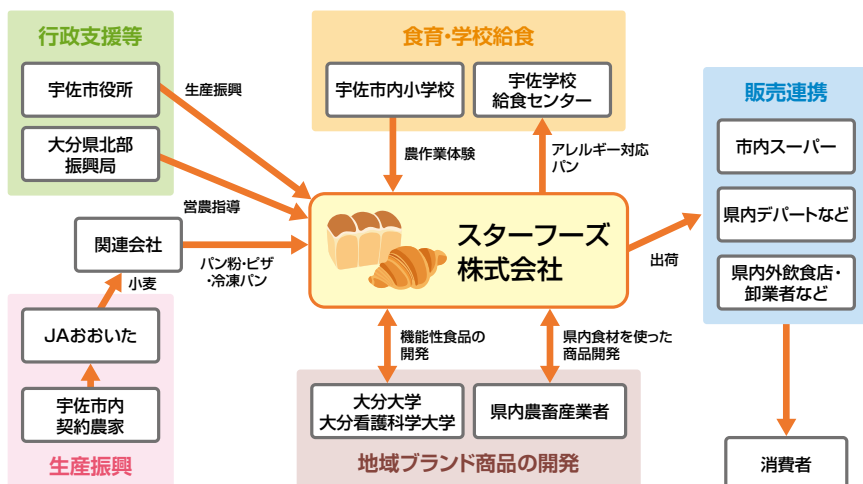 行政支援等
宇佐市役所
大分県北部
振興局
生産振興
営農指導
食育・学校給食
宇佐市内小学校
宇佐学校
給食センター
農作業体験
アレルギー対応
パン
販売連携
市内スーパー
県内デパートなど
県内外飲食店・
卸業者など
出荷
スターフーズ
株式会社
関連会社
パン粉・ピザ
・冷凍パン
小麦
JAおおいた
宇佐市内
契約農家
生産振興
機能性食品の
開発
県内食材を使った
商品開発
大分大学
大分看護科学大学
県内農畜産業者
地域ブランド商品の開発
消費者